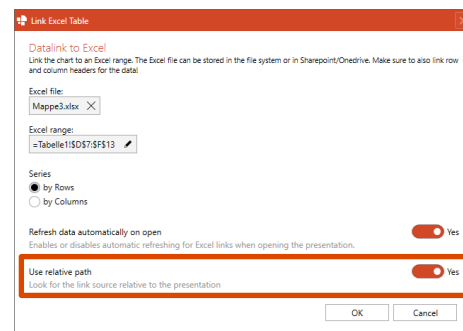 Link Excel Table
Datalink to Excel
Link the chart to an Excel range. The Excel file can be stored in the file system or in Sharepoint/Onedrive. Make sure to also link row
and column headers for the data!
Excel file:
Mappe3.xlsx
Excel range:
=Tabelle1!$D$7:$F$13
Series
by Rows
by Columns
Refresh data automatically on open
Yes
Enables or disables automatic refreshing for Excel links when opening the presentation.
Use relative path
Yes
Look for the link source relative to the presentation
OK
Cancel